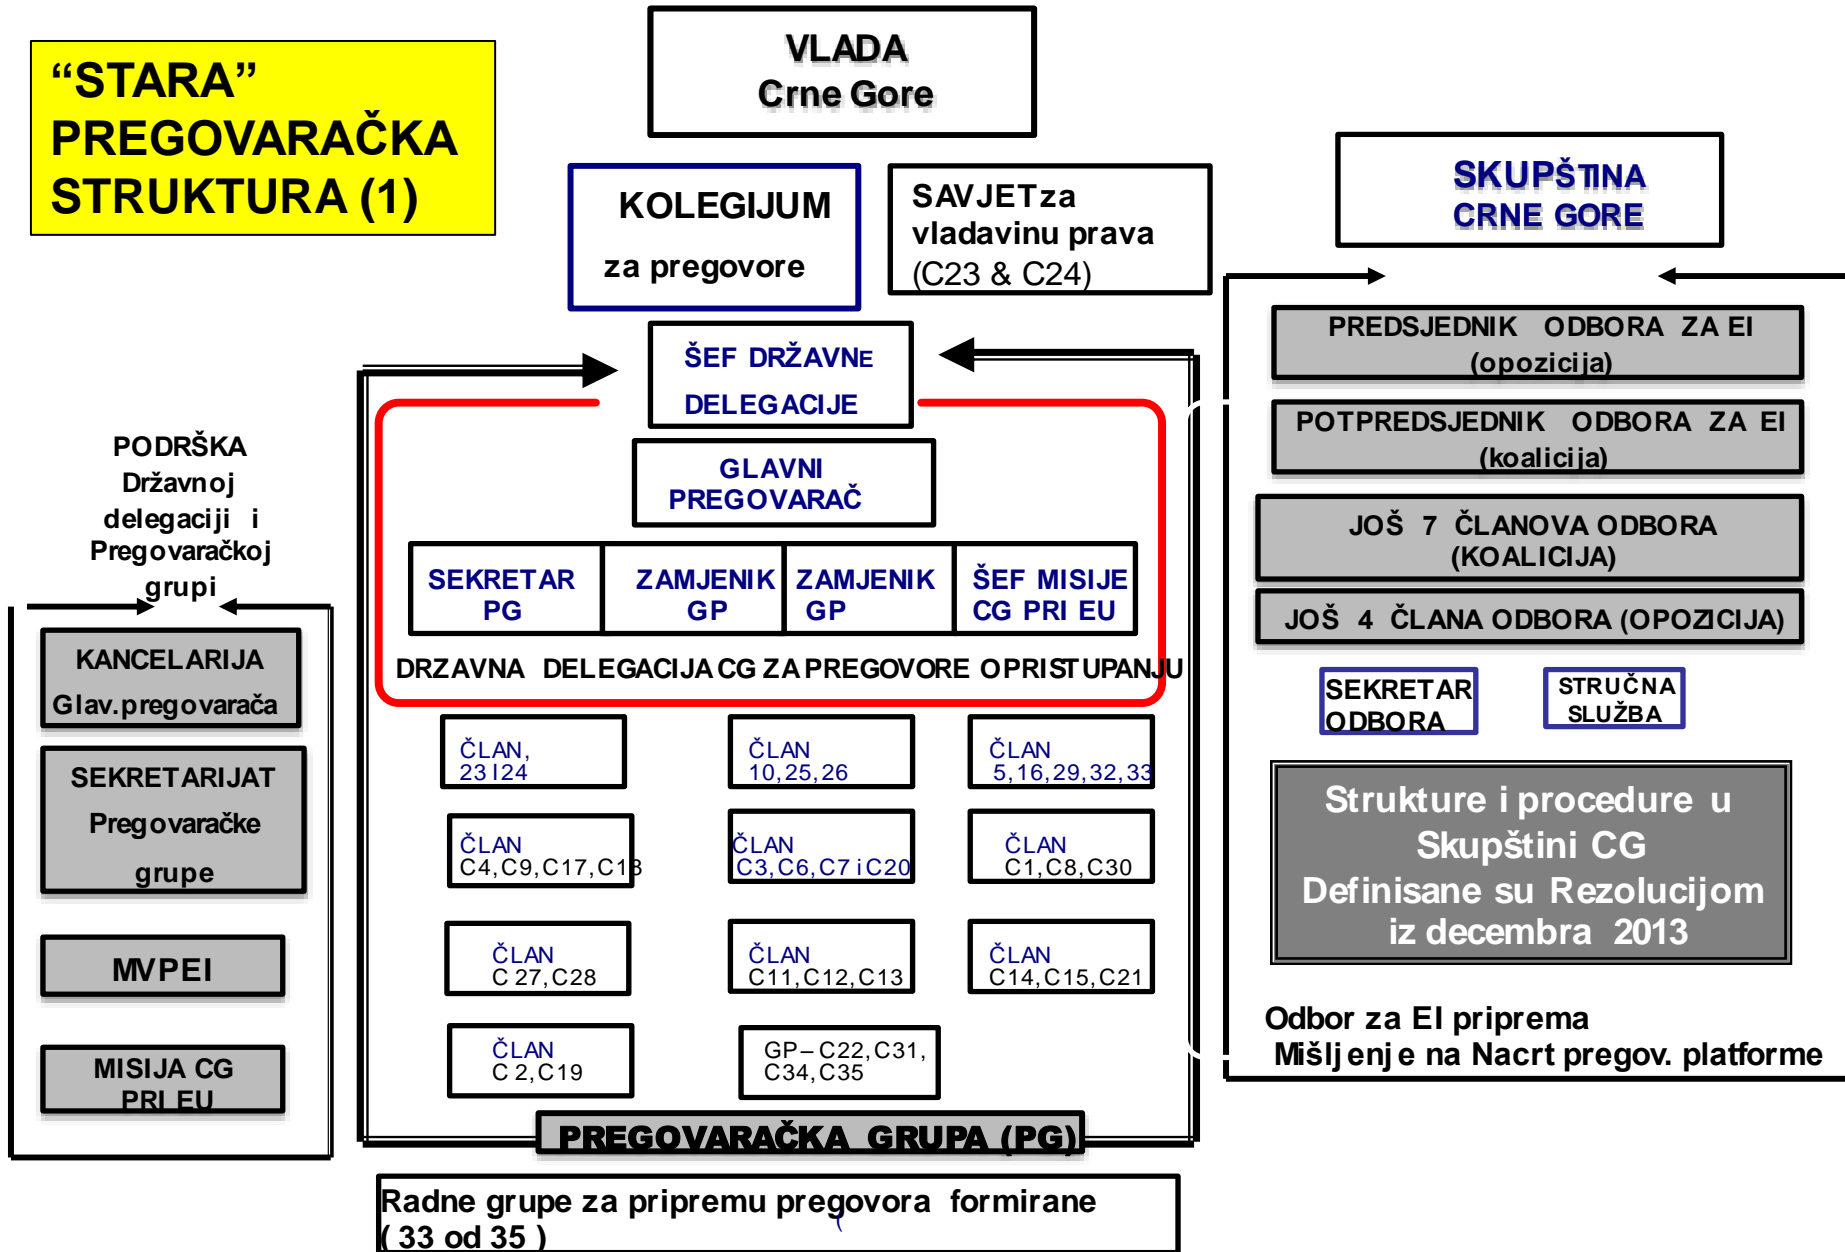 “STARA”
PREGOVARAČKA
STRUKTURA (1)
VLADA
Crne Gore
KOLEGIJUM
za pregovore
SAVJET za
vladavinu prava
(C23 & C24)
SKUPŠTINA
CRNE GORE
ŠEF DRŽAVNE
DELEGACIJE
GLAVNI
PREGOVARAČ
SEKRETAR
PG
ZAMJENIK
GP
ZAMJENIK
GP
ŠEF MISIJE
CG PRI EU
DRZAVNA DELEGACIJA CG ZA PREGOVORE O PRISTUPANJU
PODRŠKA
Državnoj
delegaciji i
Pregovaračkoj
grupi
KANCELARIJA
Glav.pregovarača
SEKRETARIJAT
Pregovaračke
grupe
MVPEI
MISIJA CG
PRI EU
ČLAN,
23 I 24
ČLAN
10,25,26
ČLAN
5,16,29,32,33
ČLAN
C4,C9,C17,C18
ČLAN
C3,C6,C7 i C20
ČLAN
C1,C8,C30
ČLAN
C 27,C28
ČLAN
C11,C12,C13
ČLAN
C14,C15,C21
ČLAN
C 2,C19
GP–C22,C31,
C34,C35
PREGOVARAČKA GRUPA (PG)
Radne grupe za pripremu pregovora formirane
(
( 33 od 35 )
PREDSJEDNIK ODBORA ZA EI
(opozicija)
POTPREDSJEDNIK ODBORA ZA EI
(koalicija)
JOŠ 7 ČLANOVA ODBORA
(KOALICIJA)
JOŠ 4 ČLANA ODBORA (OPOZICIJA)
SEKRETAR
ODBORA
STRUČNA
SLUŽBA
Strukture i procedure u
Skupštini CG
Definisane su Rezolucijom
iz decembra 2013
Odbor za EI priprema
Mišljenje na Nacrt pregov. platforme